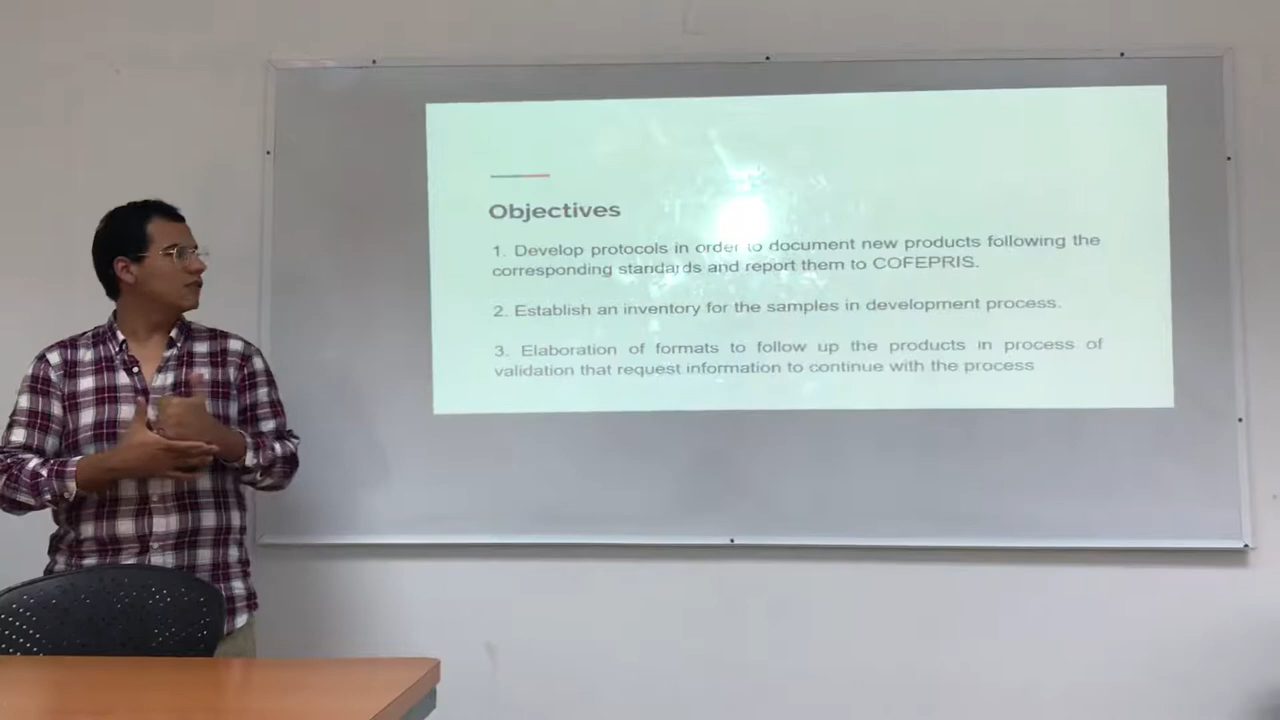 Objectives
1. Develop protocols in order to document new products following the
corresponding standards and report them to COFEPRIS.
2. Establish an inventory for the samples in development process.
3. Elaboration of formats to follow up the products in process of
validation that request information to continue with the process